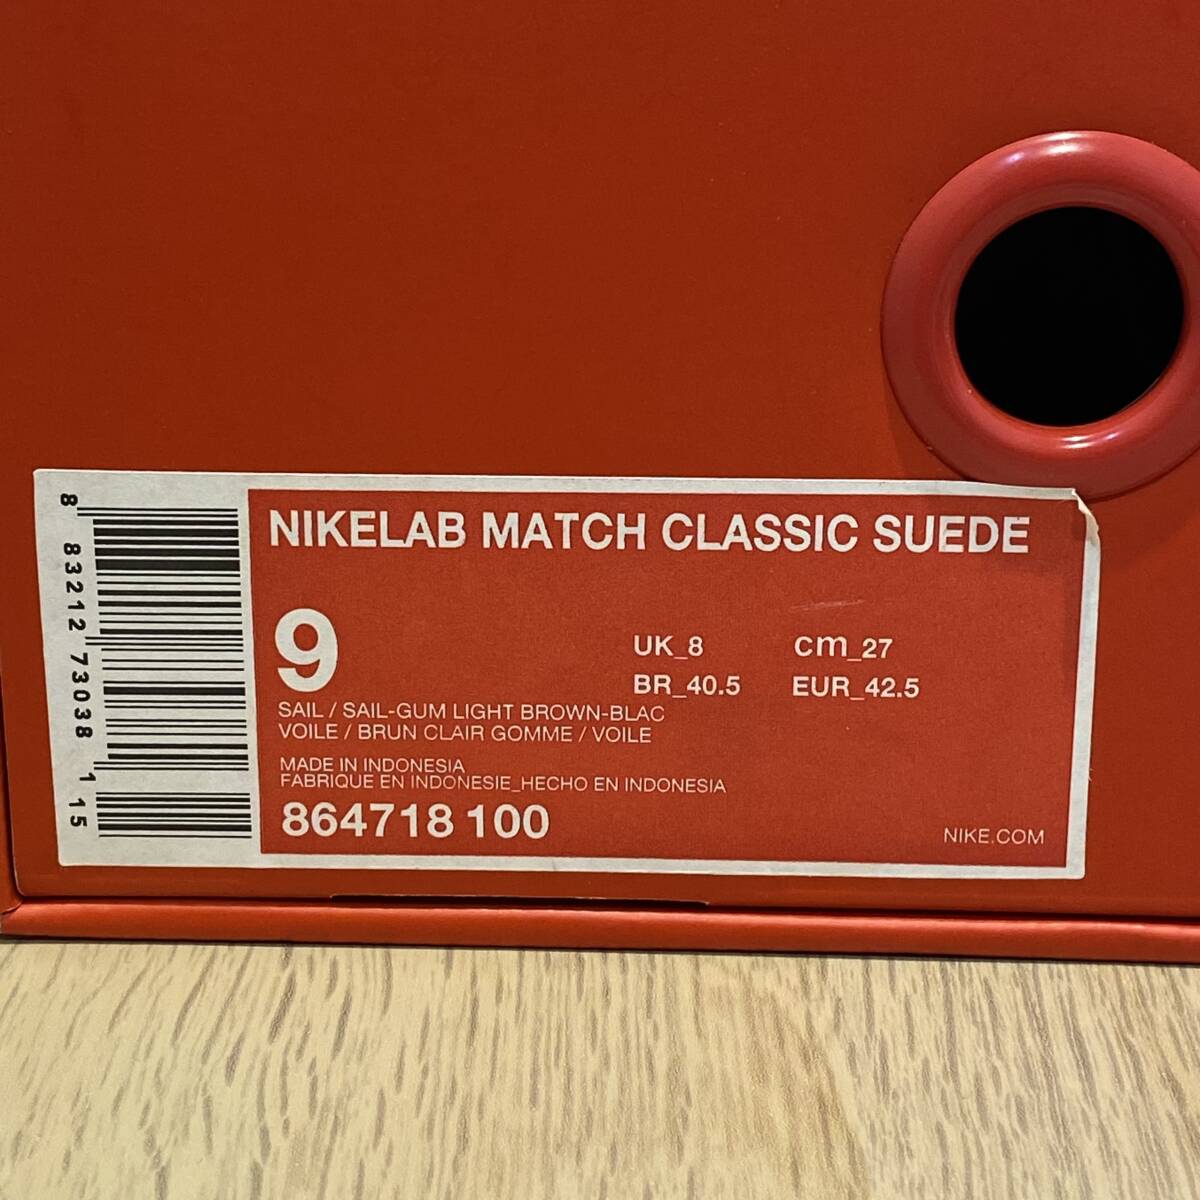 NIKELAB MATCH CLASSIC SUEDE
9
UK_8 cm_27
BR_40.5 EUR_42.5
SAIL / SAIL-GUM LIGHT BROWN-BLAC
VOILE / BRUN CLAIR GOMME / VOILE
MADE IN INDONESIA
FABRIQUE EN INDONESIE_HECHO EN INDONESIA
864718 100
NIKE.COM
8 83212 73038 1 15